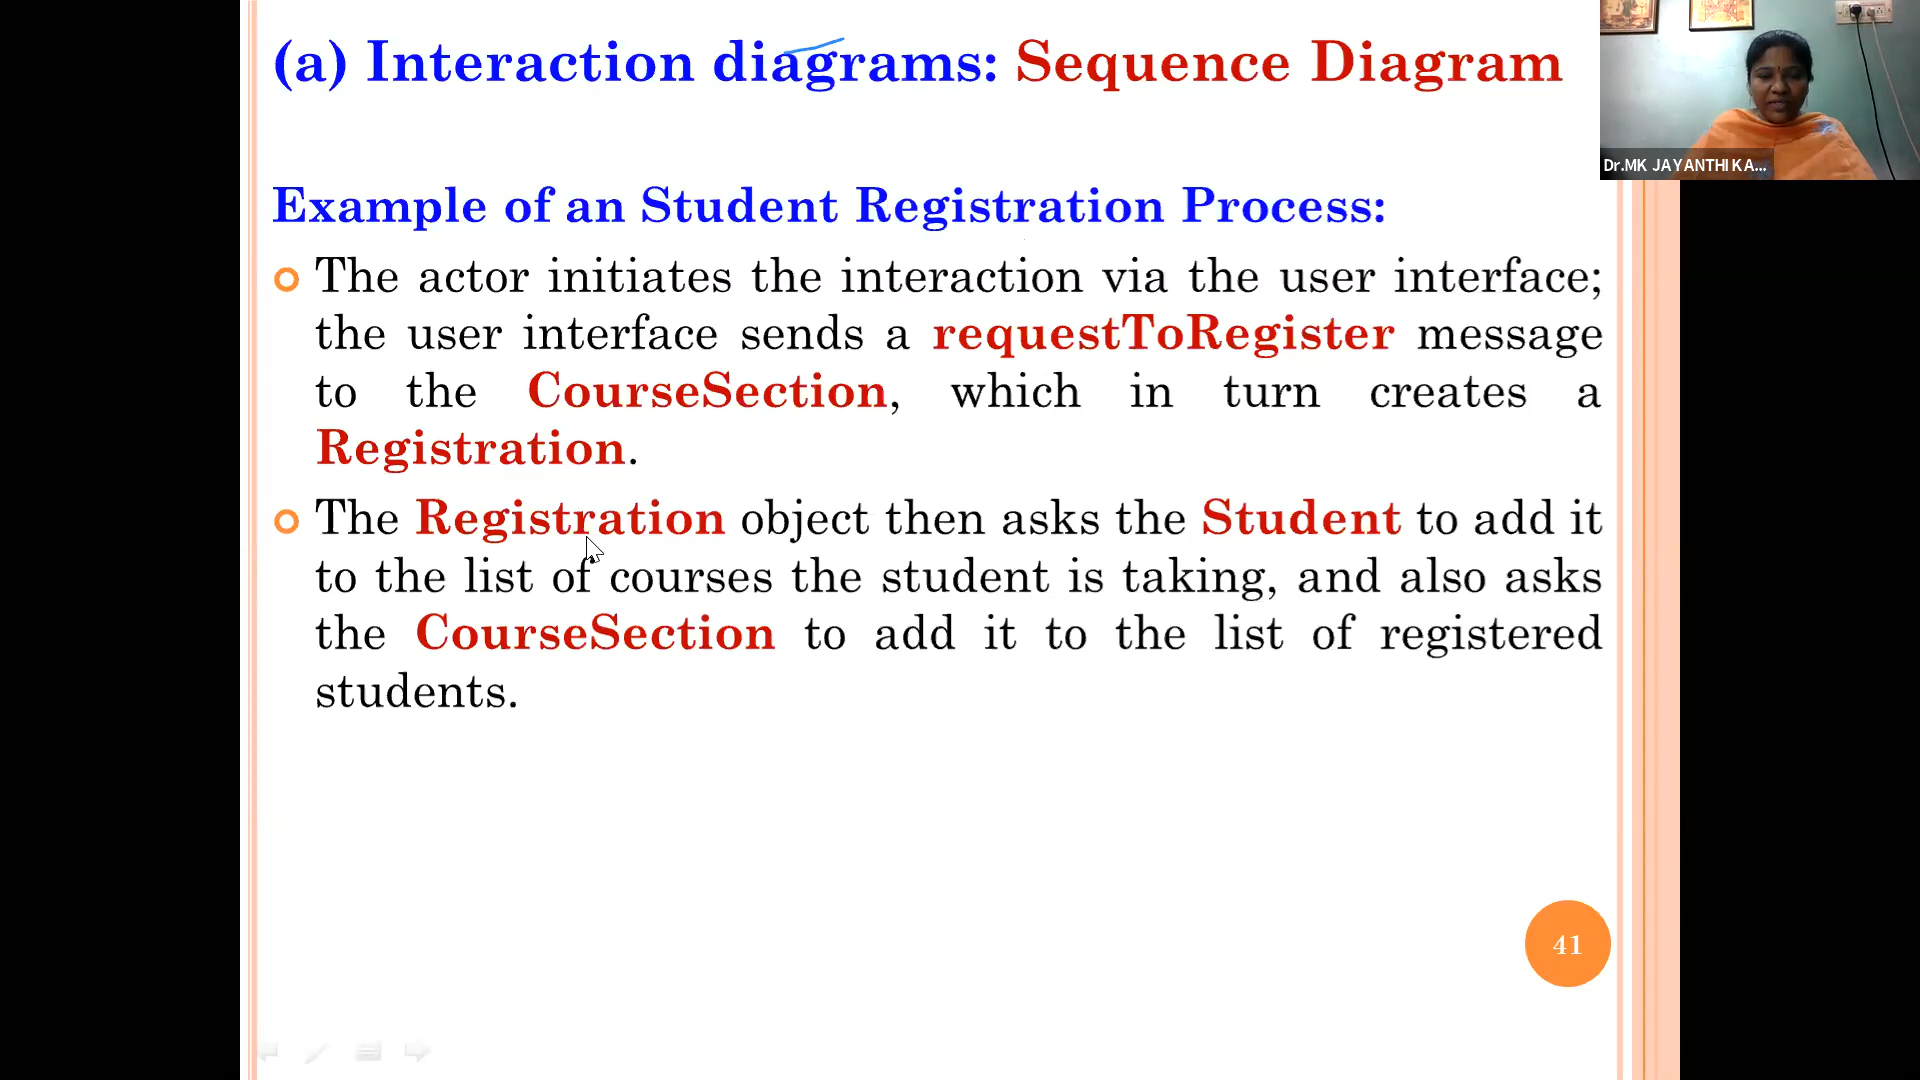 (a) Interaction diagrams: Sequence Diagram
Dr.MK JAYANTHI KA...
Example of an Student Registration Process:
The actor initiates the interaction via the user interface;
the user interface sends a requestToRegister message
to the CourseSection, which in turn creates a
Registration.
The Registration object then asks the Student to add it
to the list of courses the student is taking, and also asks
the CourseSection to add it to the list of registered
students.
41